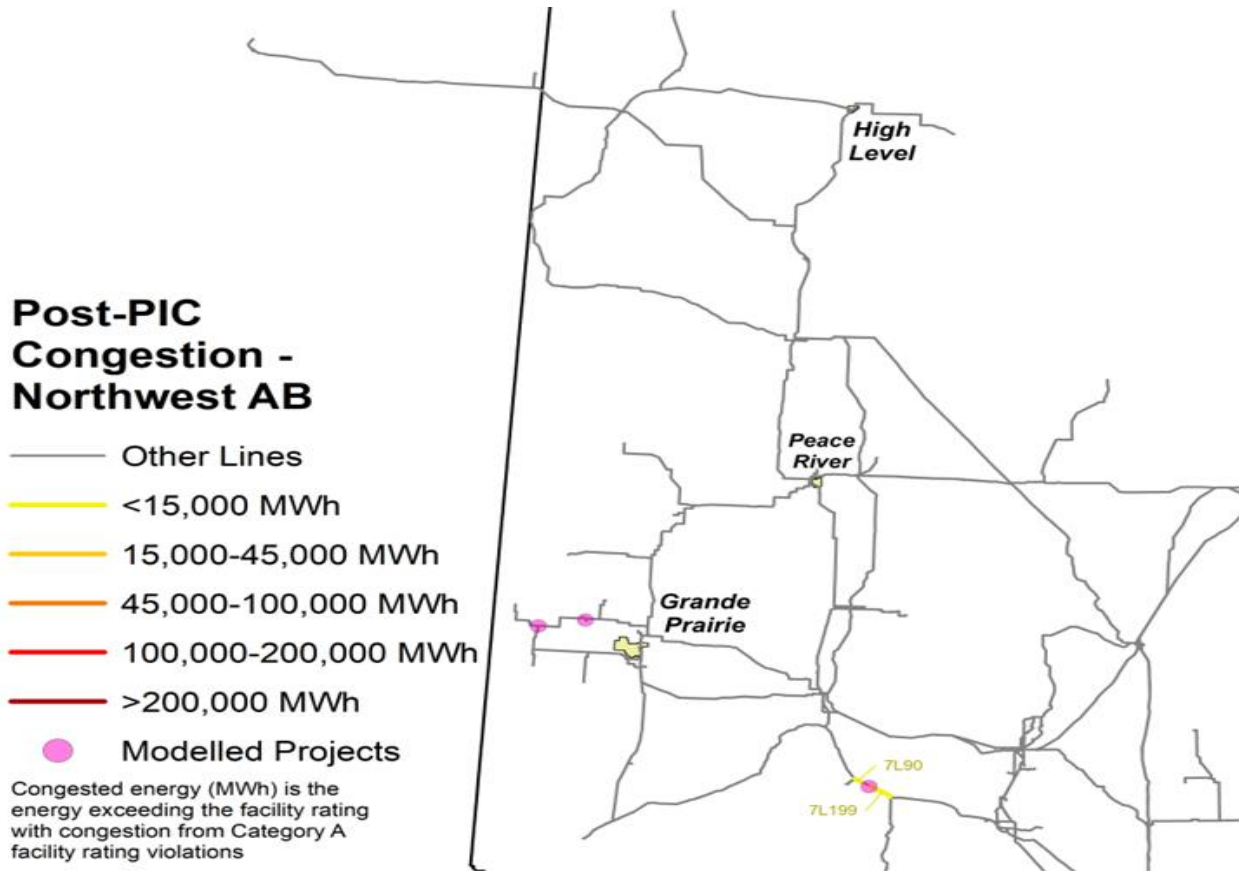 Post-PIC
Congestion -
Northwest AB
Other Lines
<15,000 MWh
15,000-45,000 MWh
45,000-100,000 MWh
100,000-200,000 MWh
>200,000 MWh
Modelled Projects
Congested energy (MWh) is the
energy exceeding the facility rating
with congestion from Category A
facility rating violations
High
Level
Peace
River
Grande
Prairie
7L90
7L199